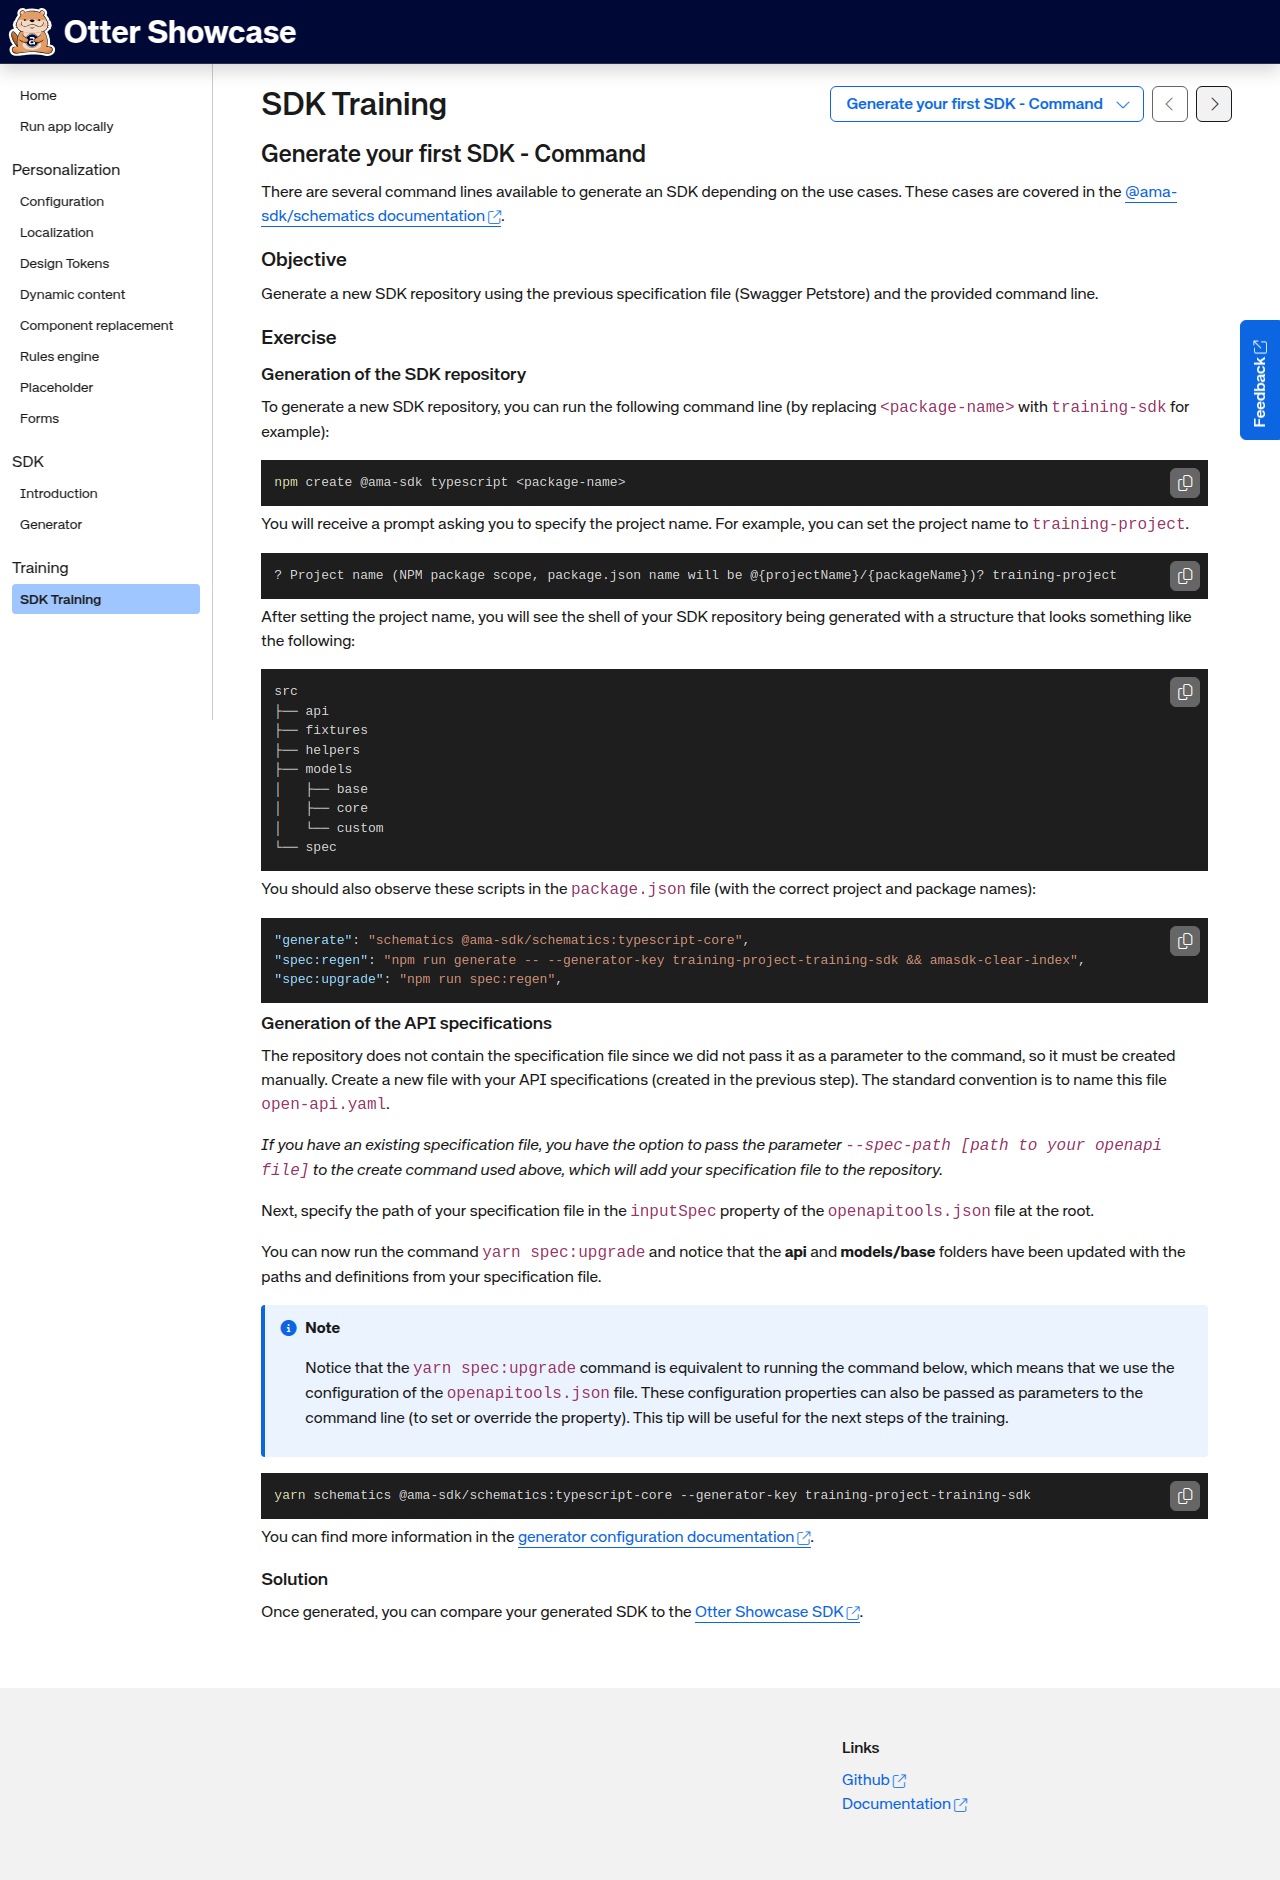 Otter Showcase
Home
Run app locally
Personalization
Configuration
Localization
Design Tokens
Dynamic content
Component replacement
Rules engine
Placeholder
Forms
SDK
Introduction
Generator
Training
SDK Training
SDK Training
Generate your first SDK - Command
Generate your first SDK - Command
There are several command lines available to generate an SDK depending on the use cases. These cases are covered in the @ama-
sdk/schematics documentation.
Objective
Generate a new SDK repository using the previous specification file (Swagger Petstore) and the provided command line.
Exercise
Generation of the SDK repository
To generate a new SDK repository, you can run the following command line (by replacing <package-name> with training-sdk for
example):
npm create @ama-sdk typescript <package-name>
You will receive a prompt asking you to specify the project name. For example, you can set the project name to training-project.
? Project name (NPM package scope, package.json name will be @{projectName}/{packageName})? training-project
After setting the project name, you will see the shell of your SDK repository being generated with a structure that looks something like
the following:
src
├── api
├── fixtures
├── helpers
├── models
│   ├── base
│   ├── core
│   └── custom
└── spec
You should also observe these scripts in the package.json file (with the correct project and package names):
"generate": "schematics @ama-sdk/schematics:typescript-core",
"spec:regen": "npm run generate -- --generator-key training-project-training-sdk && amasdk-clear-index",
"spec:upgrade": "npm run spec:regen",
Generation of the API specifications
The repository does not contain the specification file since we did not pass it as a parameter to the command, so it must be created
manually. Create a new file with your API specifications (created in the previous step). The standard convention is to name this file
open-api.yaml.
If you have an existing specification file, you have the option to pass the parameter --spec-path [path to your openapi
file] to the create command used above, which will add your specification file to the repository.
Next, specify the path of your specification file in the inputSpec property of the openapitools.json file at the root.
You can now run the command yarn spec:upgrade and notice that the api and models/base folders have been updated with the
paths and definitions from your specification file.
Note
Notice that the yarn spec:upgrade command is equivalent to running the command below, which means that we use the
configuration of the openapitools.json file. These configuration properties can also be passed as parameters to the
command line (to set or override the property). This tip will be useful for the next steps of the training.
yarn schematics @ama-sdk/schematics:typescript-core --generator-key training-project-training-sdk
You can find more information in the generator configuration documentation.
Solution
Once generated, you can compare your generated SDK to the Otter Showcase SDK.
Feedback
Links
Github
Documentation